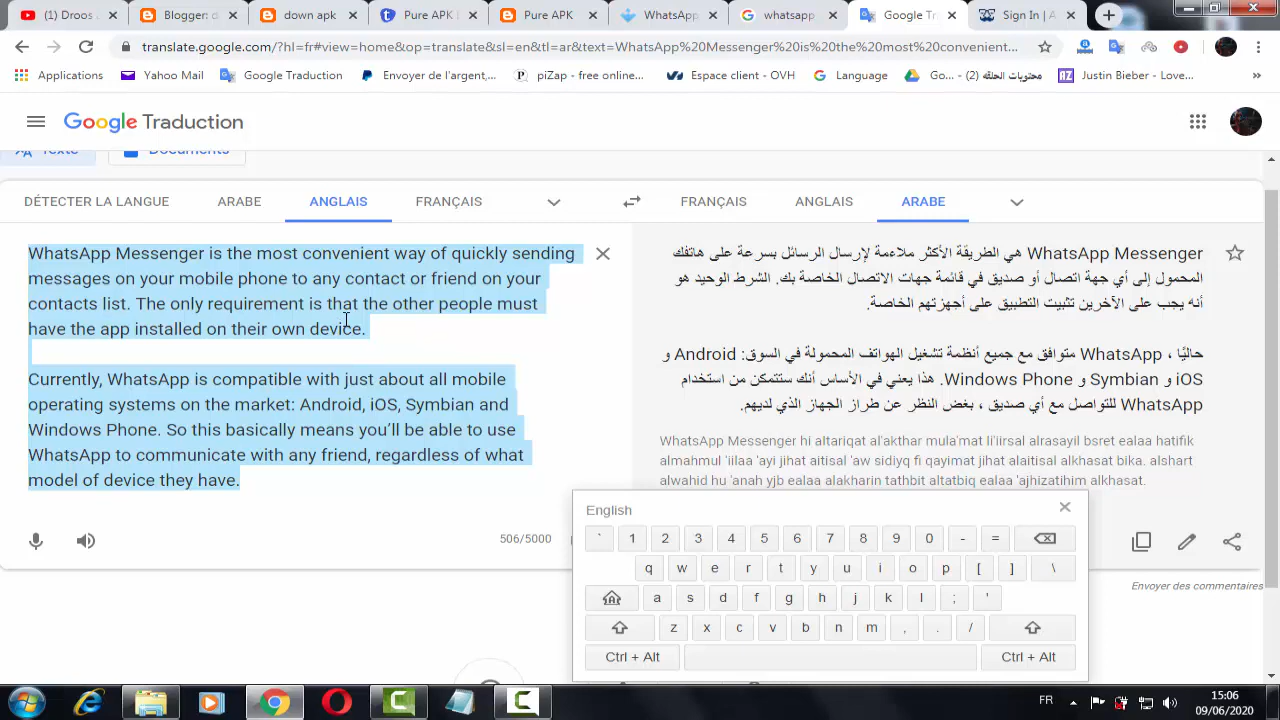 (1) Droos
Blogger: d
down apk
Pure APK
Pure APK
WhatsApp
whatsapp
Google Tr
Sign In | A
translate.google.com/?hl=fr#view=home&op=translate&sl=en&tl=ar&text=WhatsApp%20Messenger%20is%20the%20most%20convenient...
Applications
Yahoo Mail
Google Traduction
Envoyer de l'argent,...
piZap - free online...
Espace client - OVH
Language
Go... (2) - محتويات الحلقه
Justin Bieber - Love...
Google Traduction
Texte
Documents
DÉTECTER LA LANGUE
ARABE
ANGLAIS
FRANÇAIS
FRANÇAIS
ANGLAIS
ARABE
WhatsApp Messenger is the most convenient way of quickly sending
messages on your mobile phone to any contact or friend on your
contacts list. The only requirement is that the other people must
have the app installed on their own device.
Currently, WhatsApp is compatible with just about all mobile
operating systems on the market: Android, iOS, Symbian and
Windows Phone. So this basically means you’ll be able to use
WhatsApp to communicate with any friend, regardless of what
model of device they have.
506/5000
WhatsApp Messenger هي الطريقة الأكثر ملاءمة لإرسال الرسائل بسرعة على هاتفك
المحمول إلى أي جهة اتصال أو صديق في قائمة جهات الاتصال الخاصة بك. الشرط الوحيد هو
أنه يجب على الآخرين تثبيت التطبيق على أجهزتهم الخاصة.
حاليًا ، WhatsApp متوافق مع جميع أنظمة تشغيل الهواتف المحمولة في السوق: Android و
iOS و Symbian و Windows Phone. هذا يعني في الأساس أنك ستتمكن من استخدام
WhatsApp للتواصل مع أي صديق ، بغض النظر عن طراز الجهاز الذي لديهم.
WhatsApp Messenger hi altariqat al'akthar mula'mat li'iirsal alrasayil bsret ealaa hatifik
almahmul 'iilaa 'ayi jihat aitisal 'aw sidiyq fi qayimat jihat alaitisal alkhasat bika. alshart
alwahid hu 'anah yjb ealaa alakharin tathbit altatbiq ealaa 'ajhizatihim alkhasat.
Envoyer des commentaires
English
` 1 2 3 4 5 6 7 8 9 0 - =
q w e r t y u i o p [ ] \
a s d f g h j k l ; '
z x c v b n m , . /
Ctrl + Alt
Ctrl + Alt
FR
15:06
09/06/2020